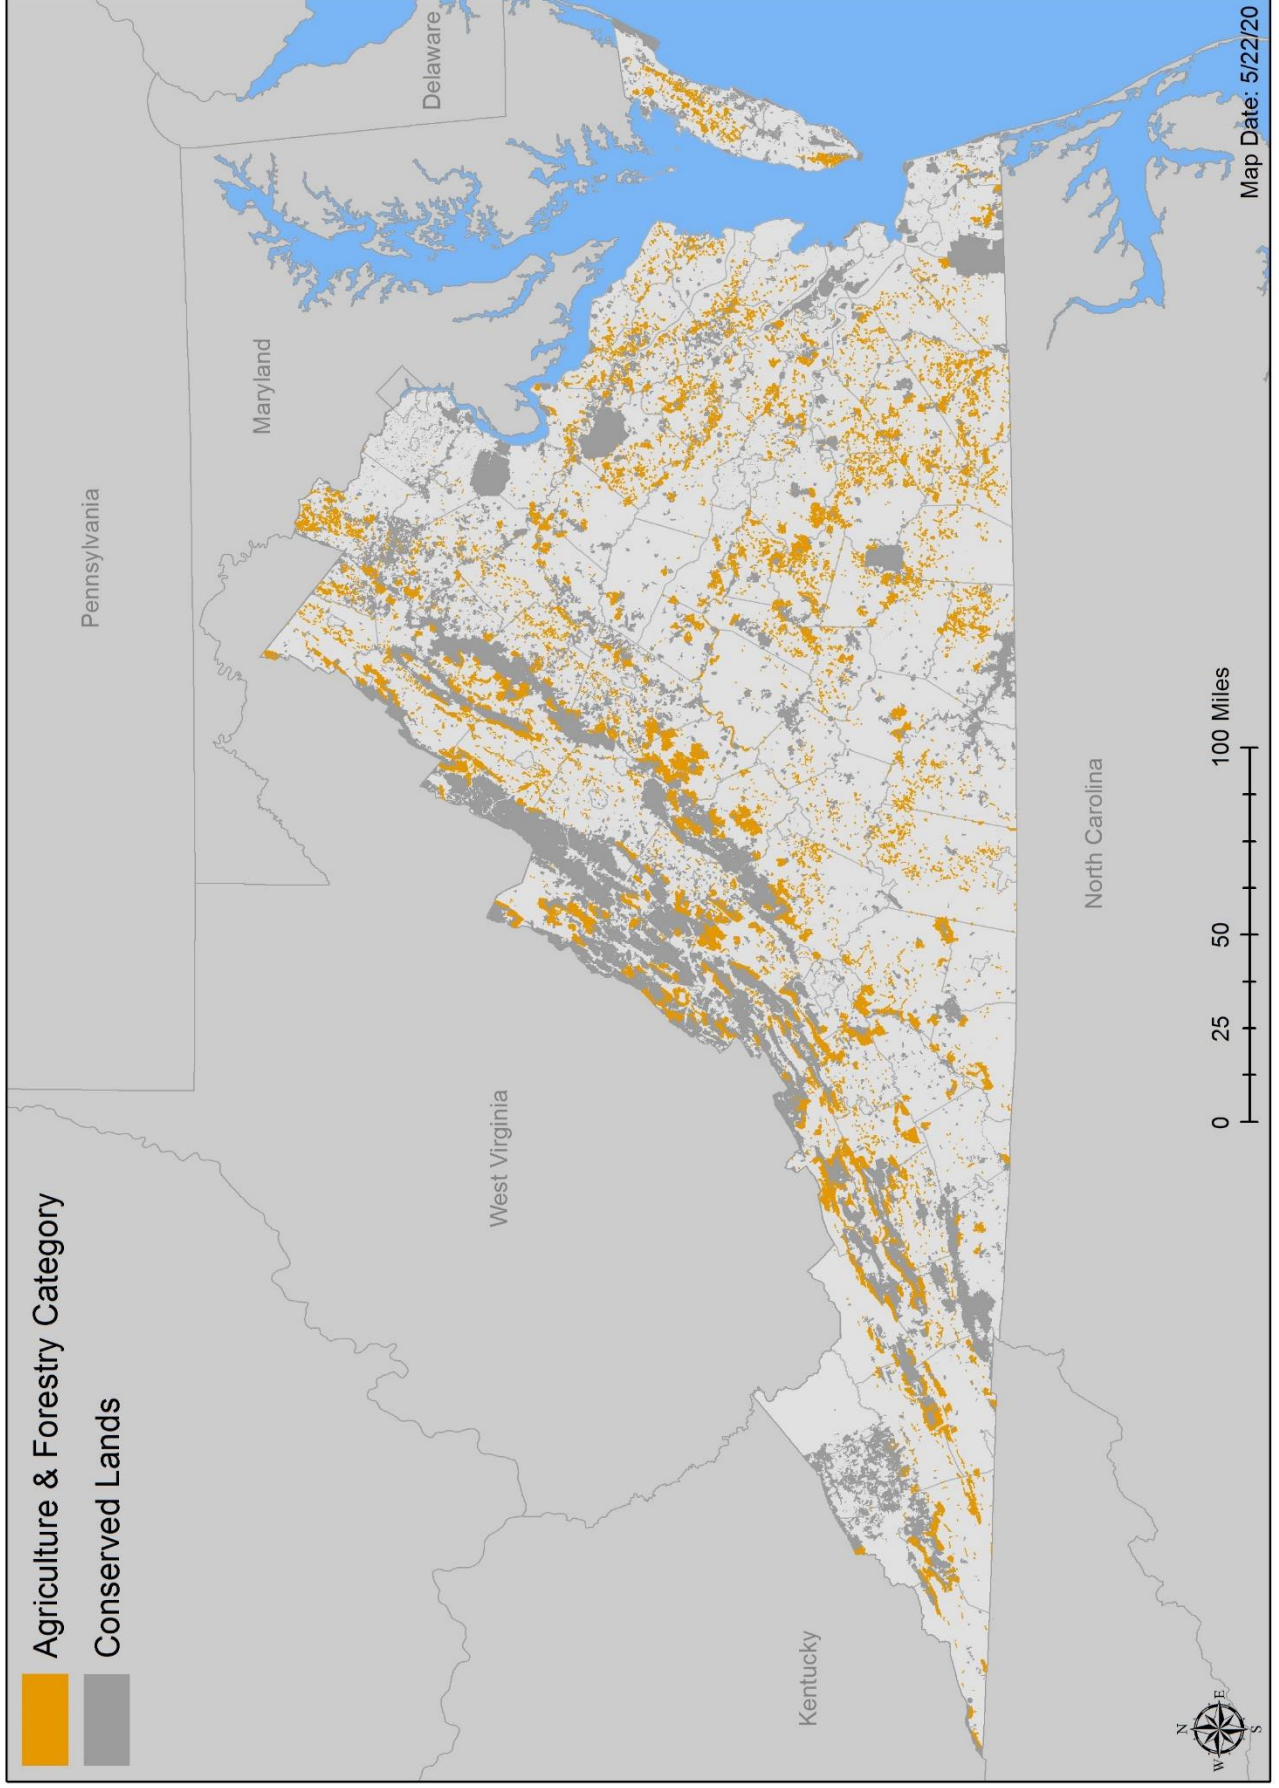 Agriculture & Forestry Category
Conserved Lands
Pennsylvania
Maryland
Delaware
West Virginia
Kentucky
North Carolina
0 25 50 100 Miles
N
W E
S
Map Date: 5/22/20